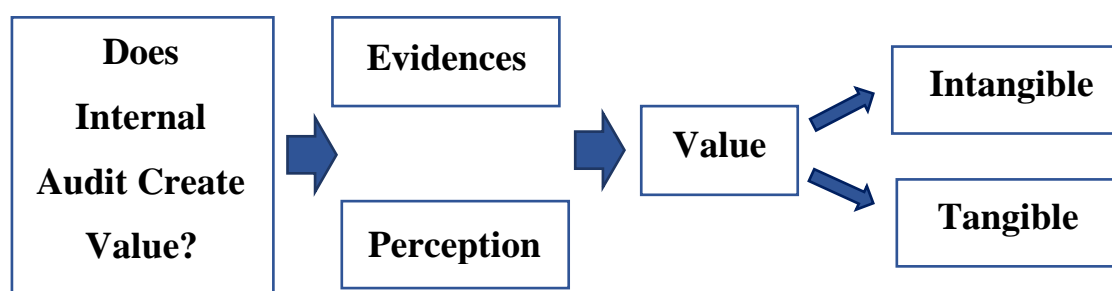 Does
Internal
Audit Create
Value?
Evidences
Perception
Value
Intangible
Tangible